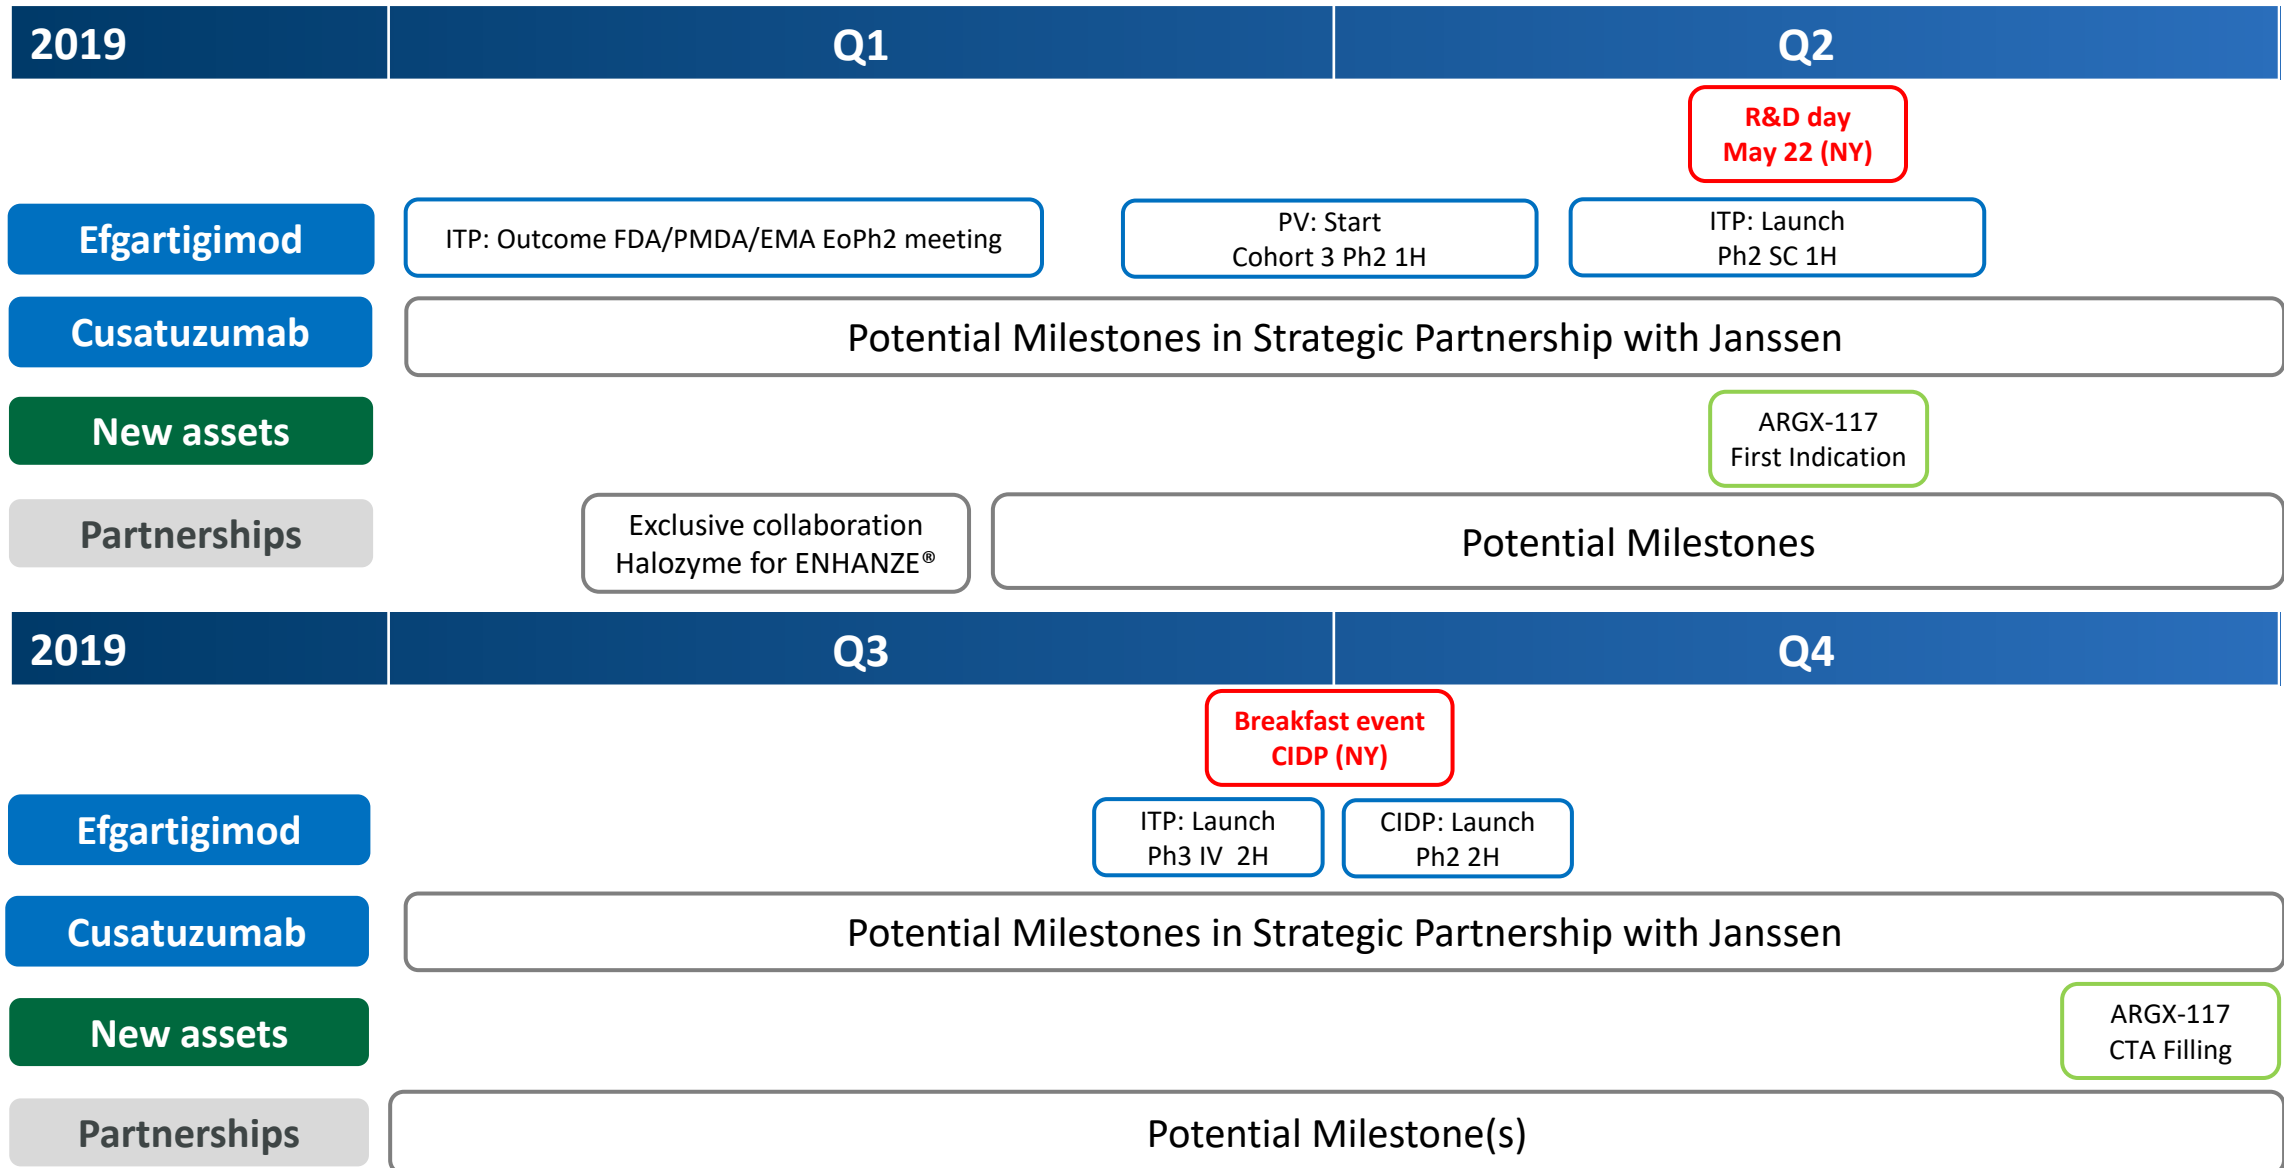 2019
Q1
Q2
R&D day
May 22 (NY)
Efgartigimod
ITP: Outcome FDA/PMDA/EMA EoPh2 meeting
PV: Start
Cohort 3 Ph2 1H
ITP: Launch
Ph2 SC 1H
Cusatuzumab
Potential Milestones in Strategic Partnership with Janssen
New assets
ARGX-117
First Indication
Partnerships
Exclusive collaboration
Halozyme for ENHANZE®
Potential Milestones
2019
Q3
Q4
Breakfast event
CIDP (NY)
Efgartigimod
ITP: Launch
Ph3 IV  2H
CIDP: Launch
Ph2 2H
Cusatuzumab
Potential Milestones in Strategic Partnership with Janssen
New assets
ARGX-117
CTA Filling
Partnerships
Potential Milestone(s)